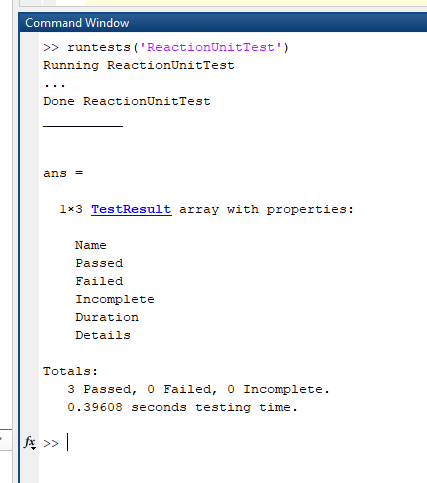 Command Window
>> runtests('ReactionUnitTest')
Running ReactionUnitTest
...
Done ReactionUnitTest
__________
ans =
1×3 TestResult array with properties:
Name
Passed
Failed
Incomplete
Duration
Details
Totals:
3 Passed, 0 Failed, 0 Incomplete.
0.39608 seconds testing time.
fx >>